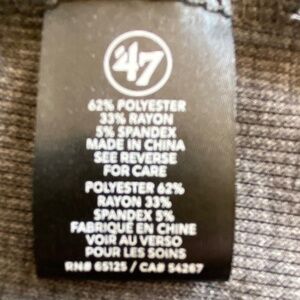 '47
62% POLYESTER
33% RAYON
5% SPANDEX
MADE IN CHINA
SEE REVERSE
FOR CARE
POLYESTER 62%
RAYON 33%
SPANDEX 5%
FABRIQUÉ EN CHINE
VOIR AU VERSO
POUR LES SOINS
RN# 65125 / CA# 54267